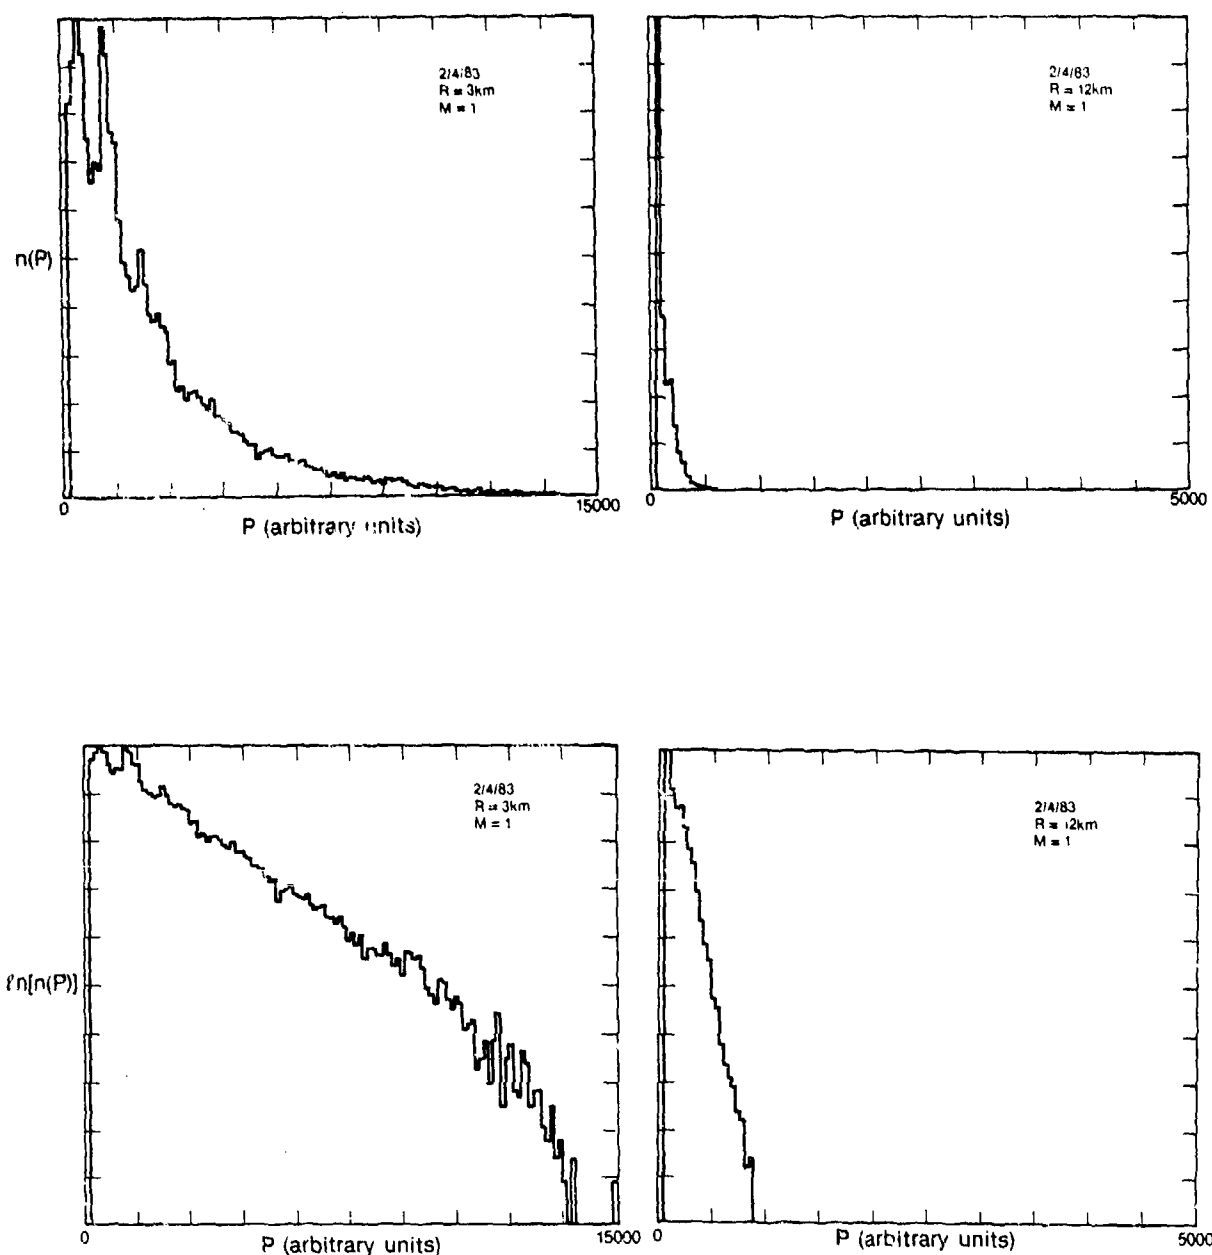 2/4/83
R = 3km
M = 1
n(P)
0
15000
P (arbitrary units)
2/4/83
R = 12km
M = 1
0
5000
P (arbitrary units)
2/4/83
R = 3km
M = 1
ℓn[n(P)]
0
15000
P (arbitrary units)
2/4/83
R = 12km
M = 1
0
5000
P (arbitrary units)